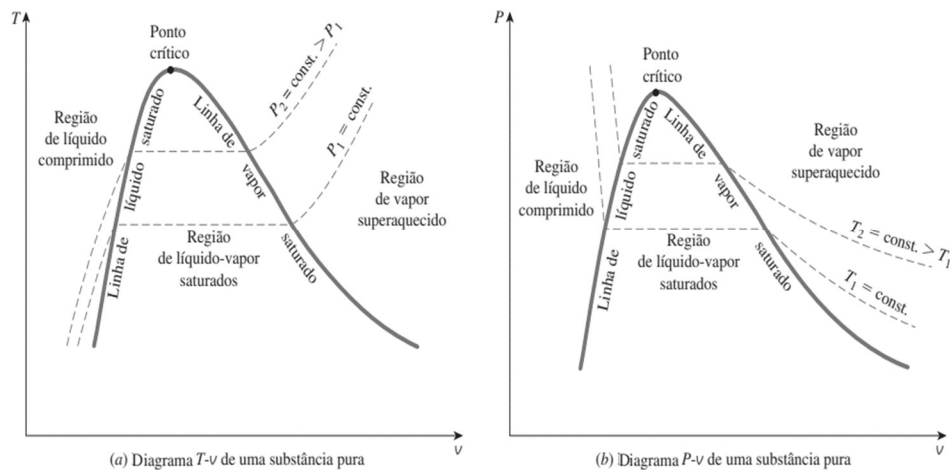 T
Ponto
crítico
P₂ = const. > P₁
P₁ = const.
Região
de líquido
comprimido
Linha de líquido saturado
Linha de vapor saturado
Região
de vapor
superaquecido
Região
de líquido-vapor
saturados
v
(a) Diagrama T-v de uma substância pura
P
Ponto
crítico
Região
de líquido
comprimido
Linha de líquido saturado
Linha de vapor saturado
Região
de vapor
superaquecido
T₂ = const. > T₁
T₁ = const.
Região
de líquido-vapor
saturados
v
(b) Diagrama P-v de uma substância pura